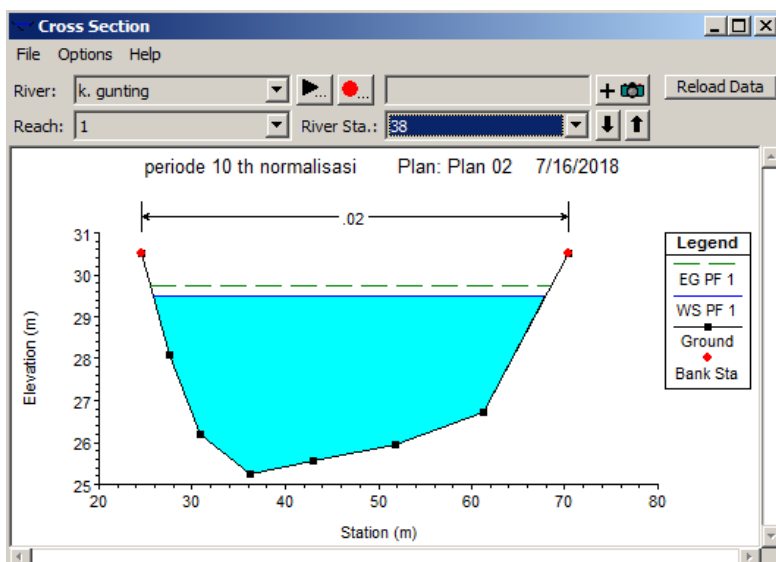 Cross Section
File Options Help
River: k. gunting Reload Data
Reach: 1 River Sta.: 38
periode 10 th normalisasi Plan: Plan 02 7/16/2018
.02
31
30
29
28
27
26
25
Elevation (m)
20 30 40 50 60 70 80
Station (m)
Legend
EG PF 1
WS PF 1
Ground
Bank Sta